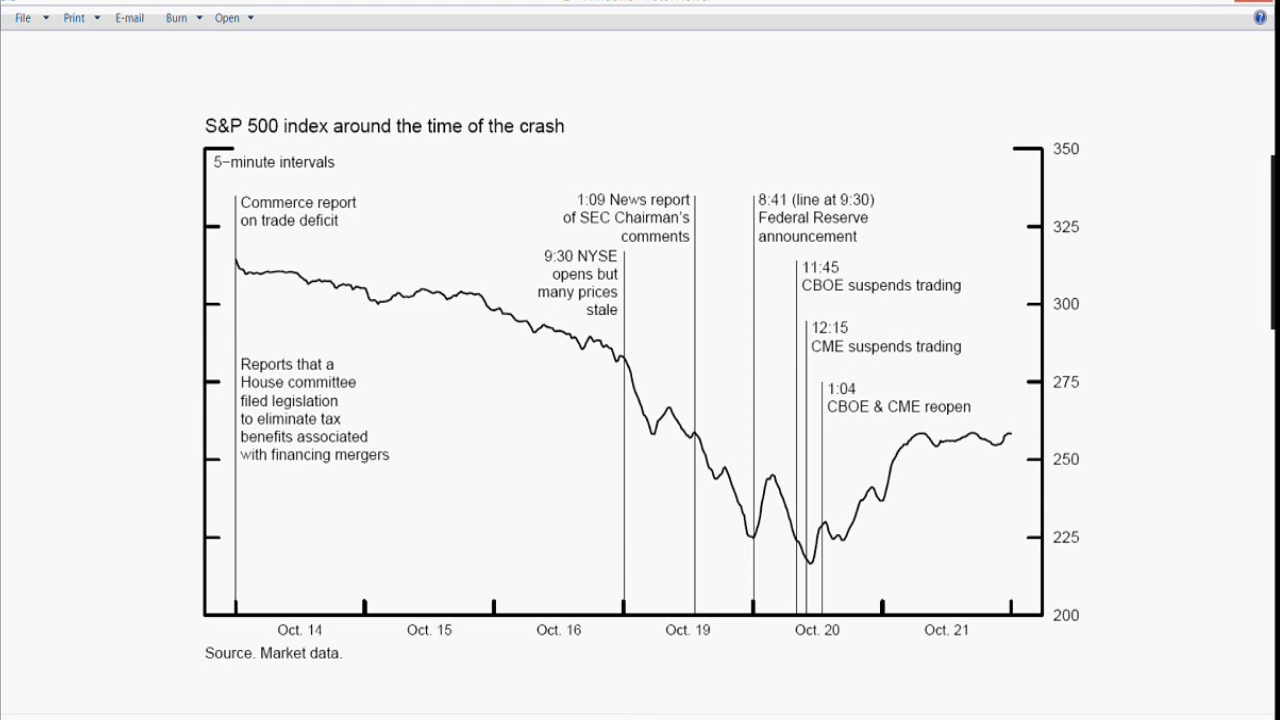 File
Print
E-mail
Burn
Open
S&P 500 index around the time of the crash
5-minute intervals
Commerce report
on trade deficit
Reports that a
House committee
filed legislation
to eliminate tax
benefits associated
with financing mergers
9:30 NYSE
opens but
many prices
stale
1:09 News report
of SEC Chairman's
comments
8:41 (line at 9:30)
Federal Reserve
announcement
11:45
CBOE suspends trading
12:15
CME suspends trading
1:04
CBOE & CME reopen
350
325
300
275
250
225
200
Oct. 14
Oct. 15
Oct. 16
Oct. 19
Oct. 20
Oct. 21
Source. Market data.